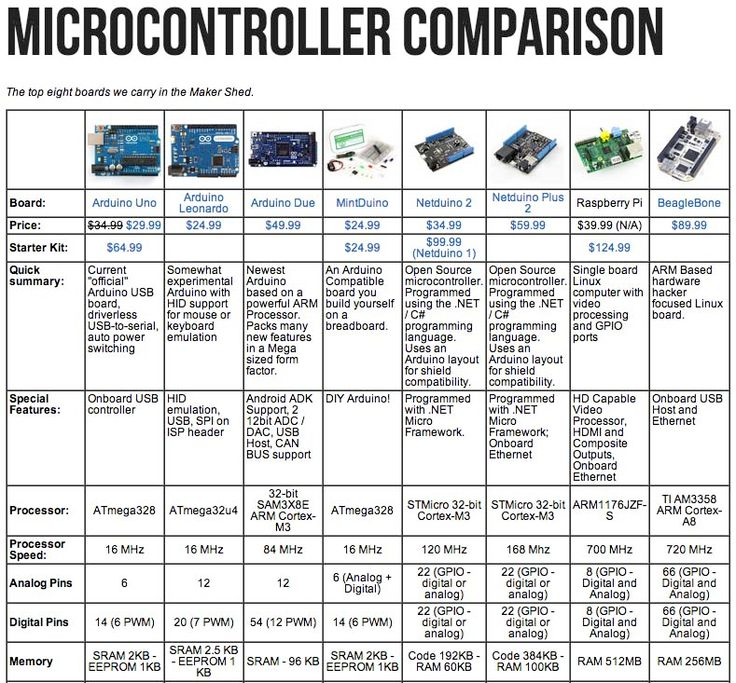 MICROCONTROLLER COMPARISON
The top eight boards we carry in the Maker Shed.
Board: Arduino Uno Arduino Leonardo Arduino Due MintDuino Netduino 2 Netduino Plus 2 Raspberry Pi BeagleBone
Price: $34.99 $29.99 $24.99 $49.99 $24.99 $34.99 $59.99 $39.99 (N/A) $89.99
Starter Kit: $64.99 $24.99 $99.99 (Netduino 1) $124.99
Quick summary:
Current "official" Arduino USB board, driverless USB-to-serial, auto power switching
Somewhat experimental Arduino with HID support for mouse or keyboard emulation
Newest Arduino based on a powerful ARM Processor. Packs many new features in a Mega sized form factor.
An Arduino Compatible board you build yourself on a breadboard.
Open Source microcontroller. Programmed using the .NET / C# programming language. Uses an Arduino layout for shield compatibility.
Open Source microcontroller. Programmed using the .NET / C# programming language. Uses an Arduino layout for shield compatibility.
Single board Linux computer with video processing and GPIO ports
ARM Based hardware hacker focused Linux board.
Special Features:
Onboard USB controller
HID emulation, USB, SPI on ISP header
Android ADK Support, 2 12bit ADC / DAC, USB Host, CAN BUS support
DIY Arduino!
Programmed with .NET Micro Framework.
Programmed with .NET Micro Framework; Onboard Ethernet
HD Capable Video Processor, HDMI and Composite Outputs, Onboard Ethernet
Onboard USB Host and Ethernet
Processor: ATmega328 ATmega32u4 32-bit SAM3X8E ARM Cortex-M3 ATmega328 STMicro 32-bit Cortex-M3 STMicro 32-bit Cortex-M3 ARM1176JZF-S TI AM3358 ARM Cortex-A8
Processor Speed: 16 MHz 16 MHz 84 MHz 16 MHz 120 MHz 168 Mhz 700 MHz 720 MHz
Analog Pins 6 12 12 6 (Analog + Digital) 22 (GPIO - digital or analog) 22 (GPIO - digital or analog) 8 (GPIO - Digital and Analog) 66 (GPIO - Digital and Analog)
Digital Pins 14 (6 PWM) 20 (7 PWM) 54 (12 PWM) 14 (6 PWM) 22 (GPIO - digital or analog) 22 (GPIO - digital or analog) 8 (GPIO - Digital and Analog) 66 (GPIO - Digital and Analog)
Memory SRAM 2KB - EEPROM 1KB SRAM 2.5 KB - EEPROM 1 KB SRAM - 96 KB SRAM 2KB - EEPROM 1KB Code 192KB - RAM 60KB Code 384KB - RAM 100KB RAM 512MB RAM 256MB